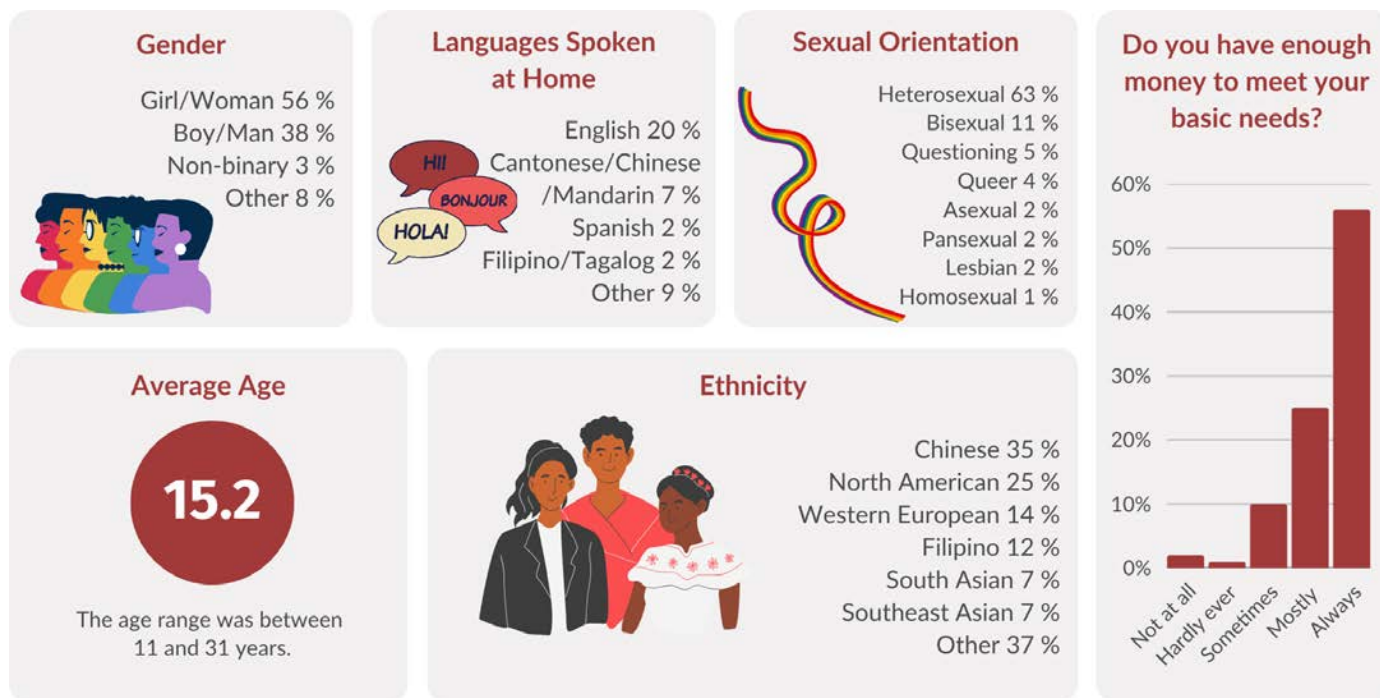 Gender
Girl/Woman 56 %
Boy/Man 38 %
Non-binary 3 %
Other 8 %
Languages Spoken
at Home
HI!
BONJOUR
HOLA!
English 20 %
Cantonese/Chinese
/Mandarin 7 %
Spanish 2 %
Filipino/Tagalog 2 %
Other 9 %
Sexual Orientation
Heterosexual 63 %
Bisexual 11 %
Questioning 5 %
Queer 4 %
Asexual 2 %
Pansexual 2 %
Lesbian 2 %
Homosexual 1 %
Do you have enough
money to meet your
basic needs?
60%
50%
40%
30%
20%
10%
0%
Not at all
Hardly ever
Sometimes
Mostly
Always
Average Age
15.2
The age range was between
11 and 31 years.
Ethnicity
Chinese 35 %
North American 25 %
Western European 14 %
Filipino 12 %
South Asian 7 %
Southeast Asian 7 %
Other 37 %